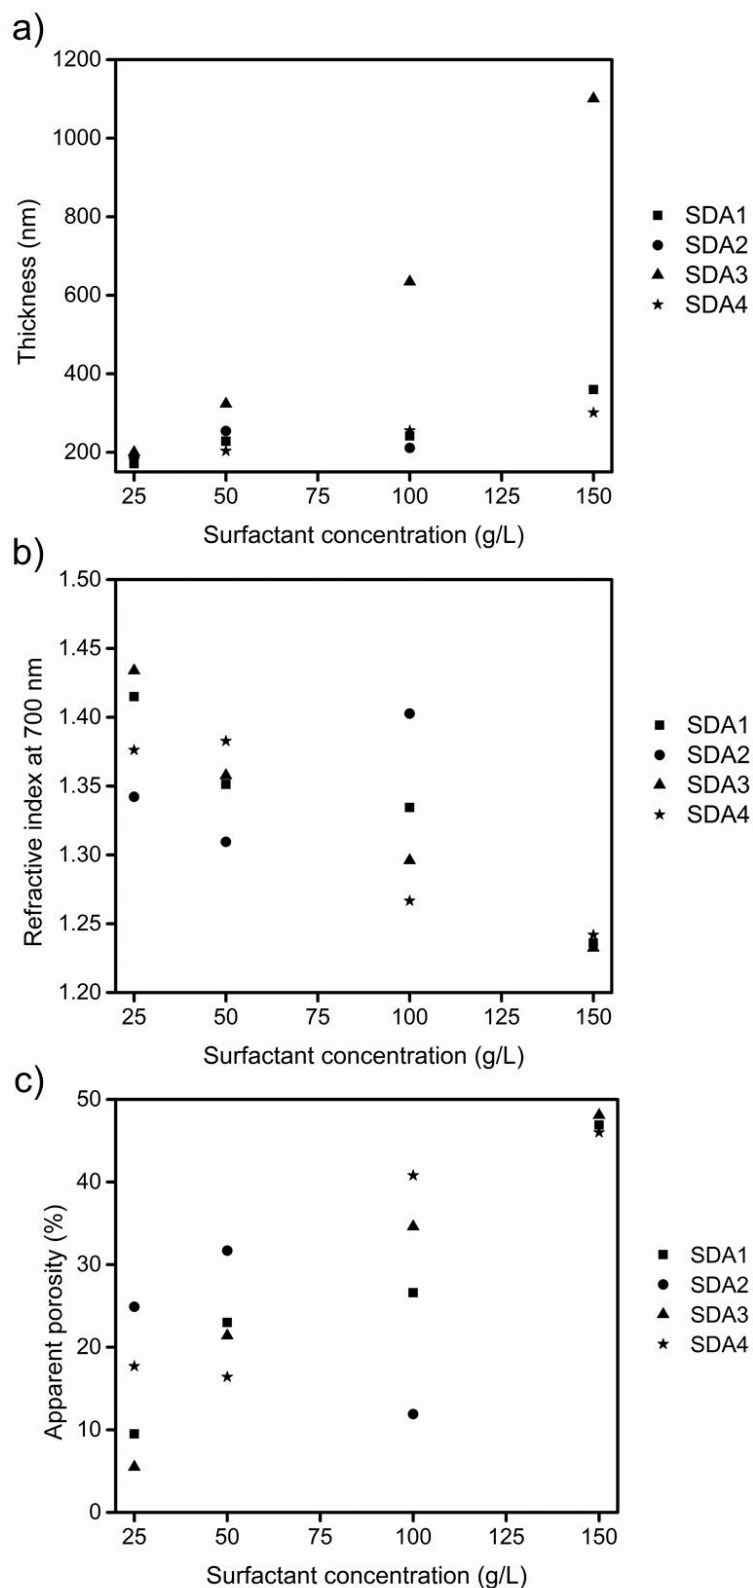 a)
1200
1000
800
600
400
200
Thickness (nm)
25 50 75 100 125 150
Surfactant concentration (g/L)
SDA1
SDA2
SDA3
SDA4
b)
1.50
1.45
1.40
1.35
1.30
1.25
1.20
Refractive index at 700 nm
25 50 75 100 125 150
Surfactant concentration (g/L)
SDA1
SDA2
SDA3
SDA4
c)
50
40
30
20
10
0
Apparent porosity (%)
25 50 75 100 125 150
Surfactant concentration (g/L)
SDA1
SDA2
SDA3
SDA4